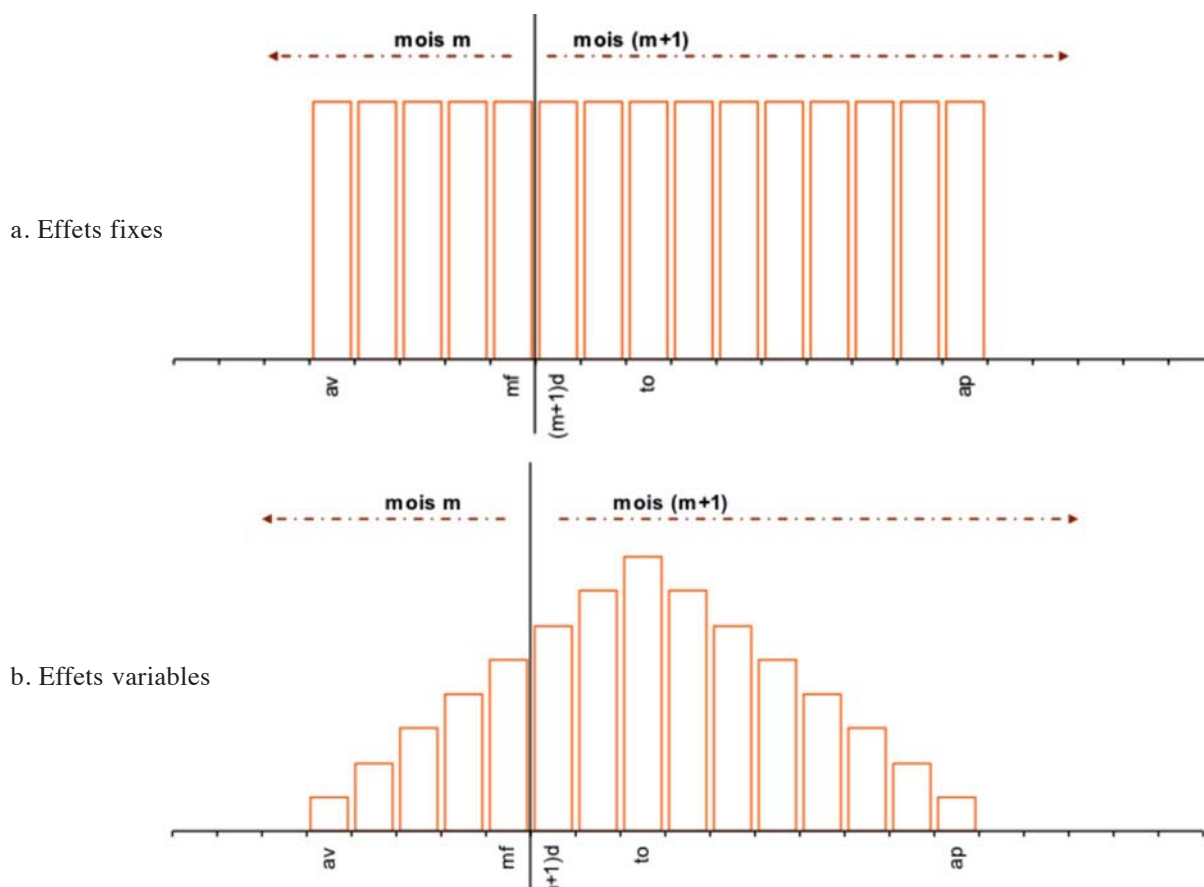 mois m mois (m+1)
a. Effets fixes
av mf (m+1)d to ap
mois m mois (m+1)
b. Effets variables
av mf n+1)d to ap